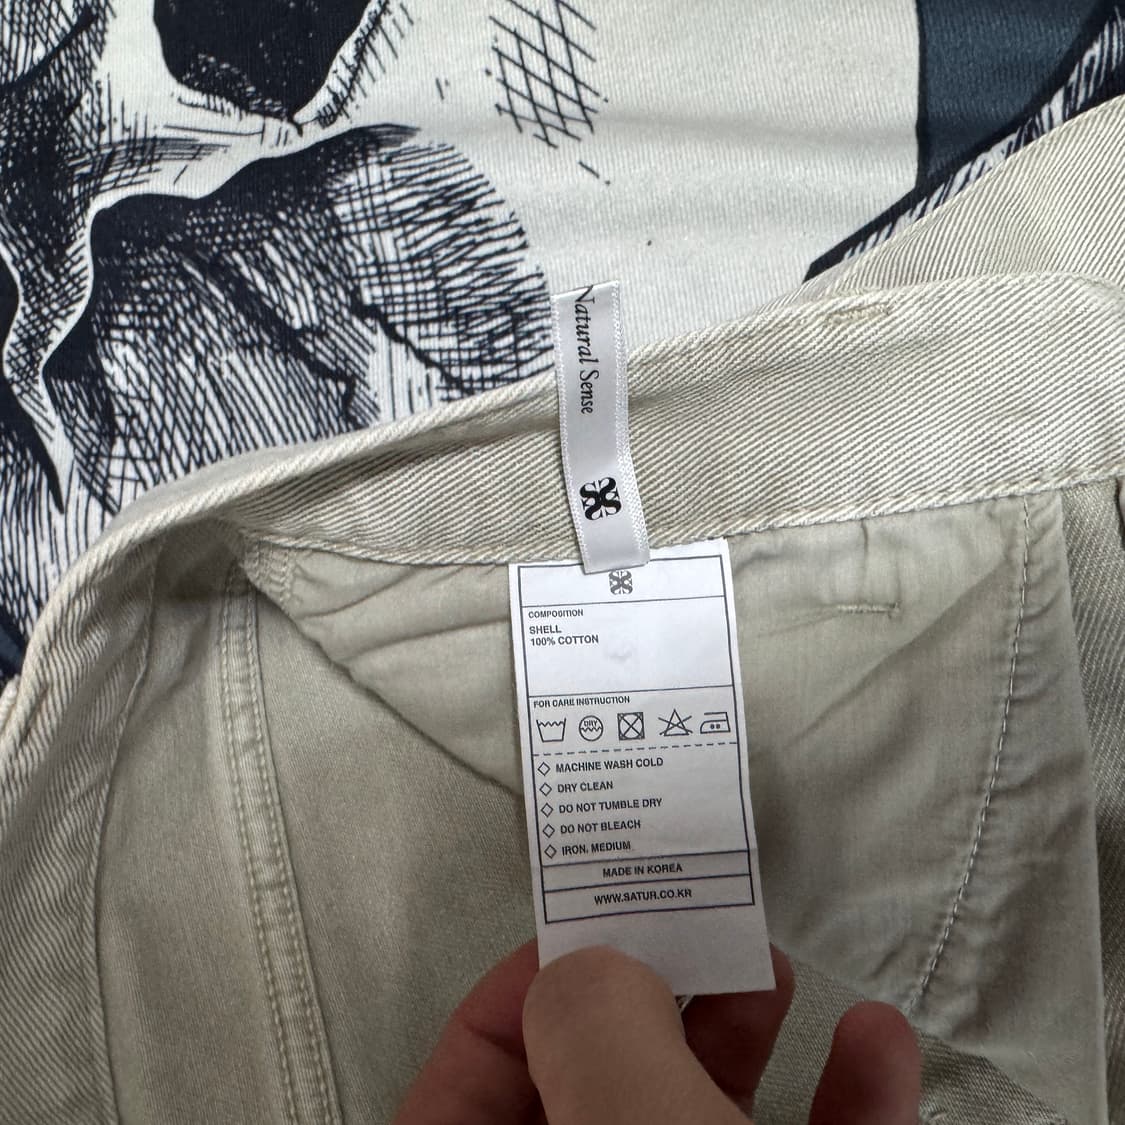 Natural Sense
COMPOSITION
SHELL
100% COTTON
FOR CARE INSTRUCTION
DRY
MACHINE WASH COLD
DRY CLEAN
DO NOT TUMBLE DRY
DO NOT BLEACH
IRON, MEDIUM
MADE IN KOREA
WWW.SATUR.CO.KR